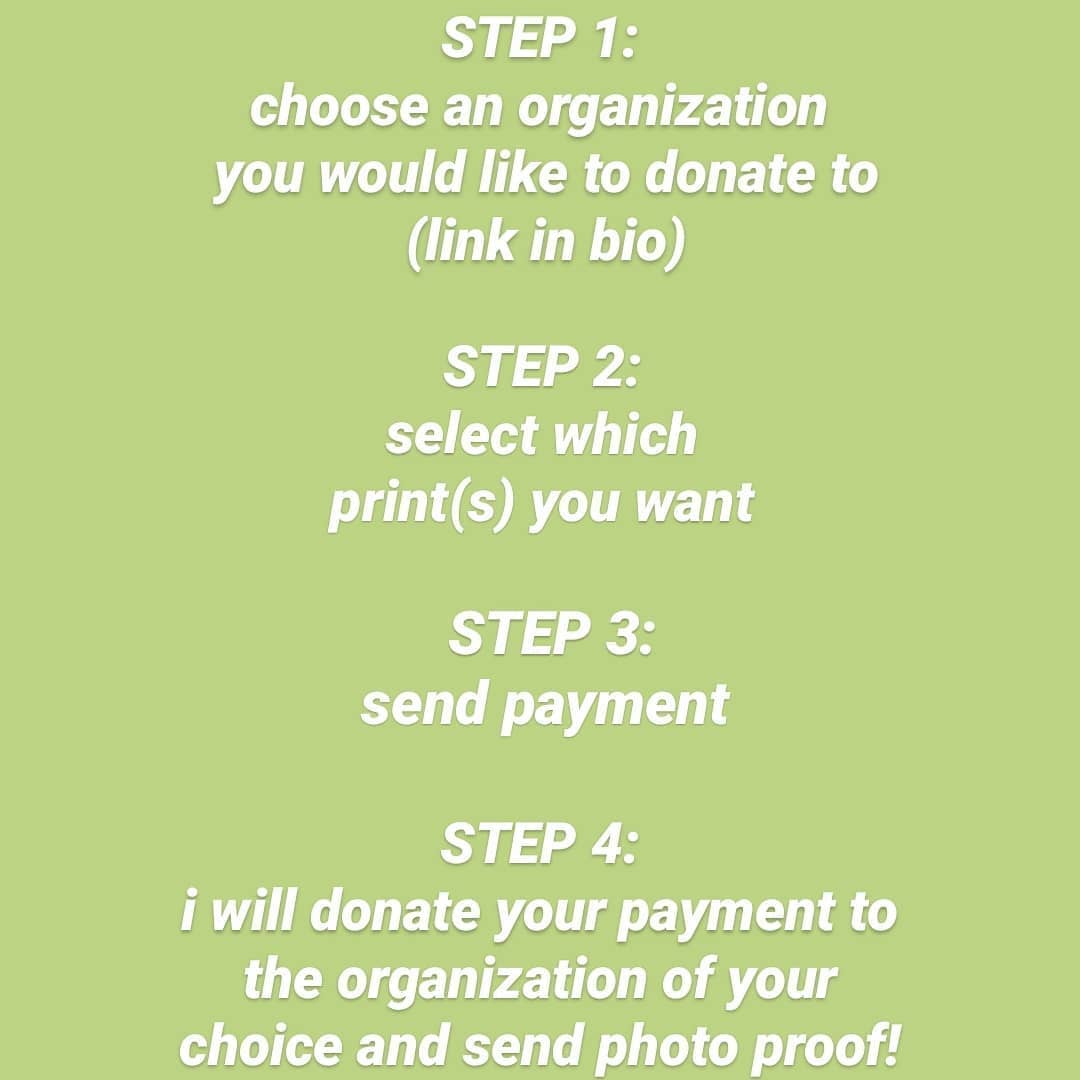 STEP 1:
choose an organization
you would like to donate to
(link in bio)
STEP 2:
select which
print(s) you want
STEP 3:
send payment
STEP 4:
i will donate your payment to
the organization of your
choice and send photo proof!